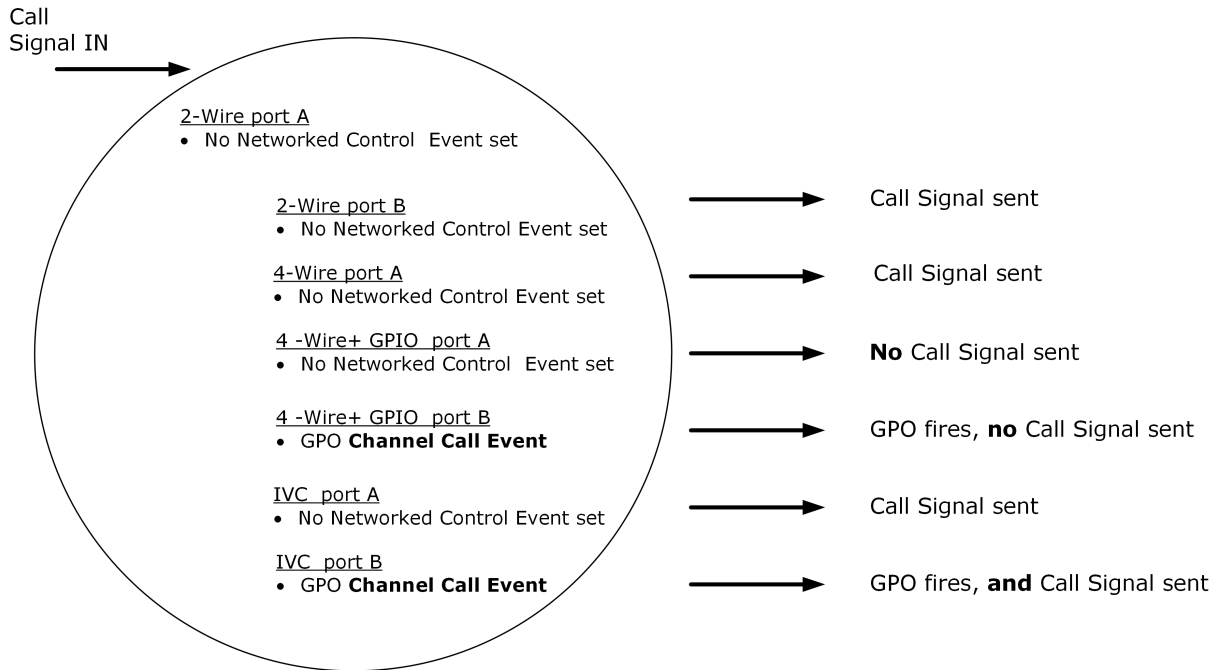 Call
Signal IN
2-Wire port A
• No Networked Control Event set
2-Wire port B
• No Networked Control Event set
Call Signal sent
4-Wire port A
• No Networked Control Event set
Call Signal sent
4 -Wire+ GPIO port A
• No Networked Control Event set
No Call Signal sent
4 -Wire+ GPIO port B
• GPO Channel Call Event
GPO fires, no Call Signal sent
IVC port A
• No Networked Control Event set
Call Signal sent
IVC port B
• GPO Channel Call Event
GPO fires, and Call Signal sent